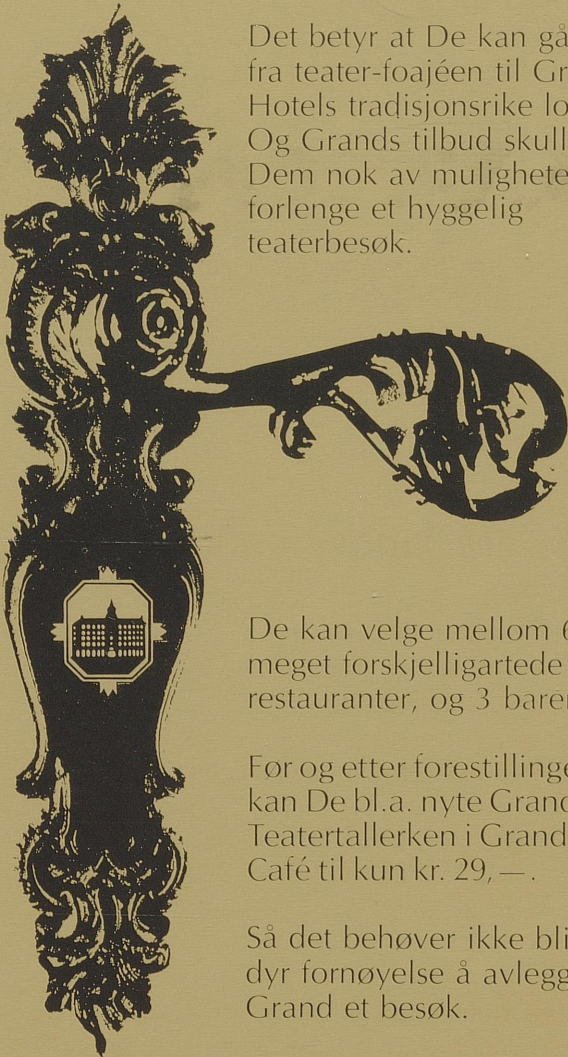 Det betyr at De kan gå
fra teater-foajéen til Gr
Hotels tradisjonsrike lo
Og Grands tilbud skull
Dem nok av mulighete
forlenge et hyggelig
teaterbesøk.
De kan velge mellom 6
meget forskjelligartede
restauranter, og 3 barer
Før og etter forestillinge
kan De bl.a. nyte Grand
Teatertallerken i Grand
Café til kun kr. 29,—.
Så det behøver ikke bli
dyr fornøyelse å avlegg
Grand et besøk.